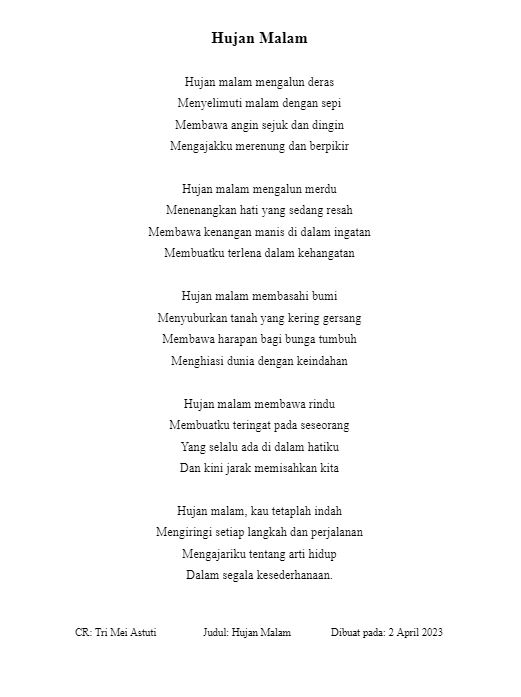 Hujan Malam
Hujan malam mengalun deras
Menyelimuti malam dengan sepi
Membawa angin sejuk dan dingin
Mengajakku merenung dan berpikir
Hujan malam mengalun merdu
Menenangkan hati yang sedang resah
Membawa kenangan manis di dalam ingatan
Membuatku terlena dalam kehangatan
Hujan malam membasahi bumi
Menyuburkan tanah yang kering gersang
Membawa harapan bagi bunga tumbuh
Menghiasi dunia dengan keindahan
Hujan malam membawa rindu
Membuatku teringat pada seseorang
Yang selalu ada di dalam hatiku
Dan kini jarak memisahkan kita
Hujan malam, kau tetaplah indah
Mengiringi setiap langkah dan perjalanan
Mengajariku tentang arti hidup
Dalam segala kesederhanaan.
CR: Tri Mei Astuti Judul: Hujan Malam Dibuat pada: 2 April 2023